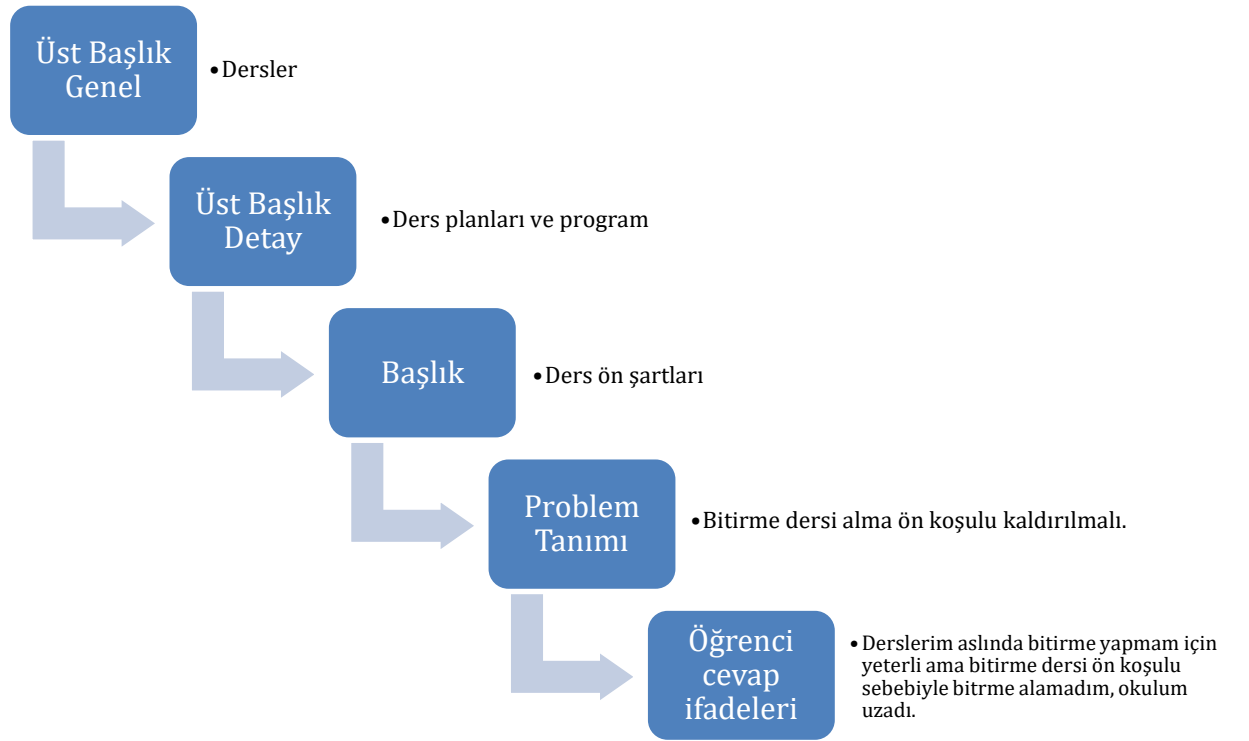 Üst Başlık
Genel
•Dersler
Üst Başlık
Detay
•Ders planları ve program
Başlık
•Ders ön şartları
Problem
Tanımı
•Bitirme dersi alma ön koşulu kaldırılmalı.
Öğrenci
cevap
ifadeleri
•Derslerim aslında bitirme yapmam için
yeterli ama bitirme dersi ön koşulu
sebebiyle bitrme alamadım, okulum
uzadı.